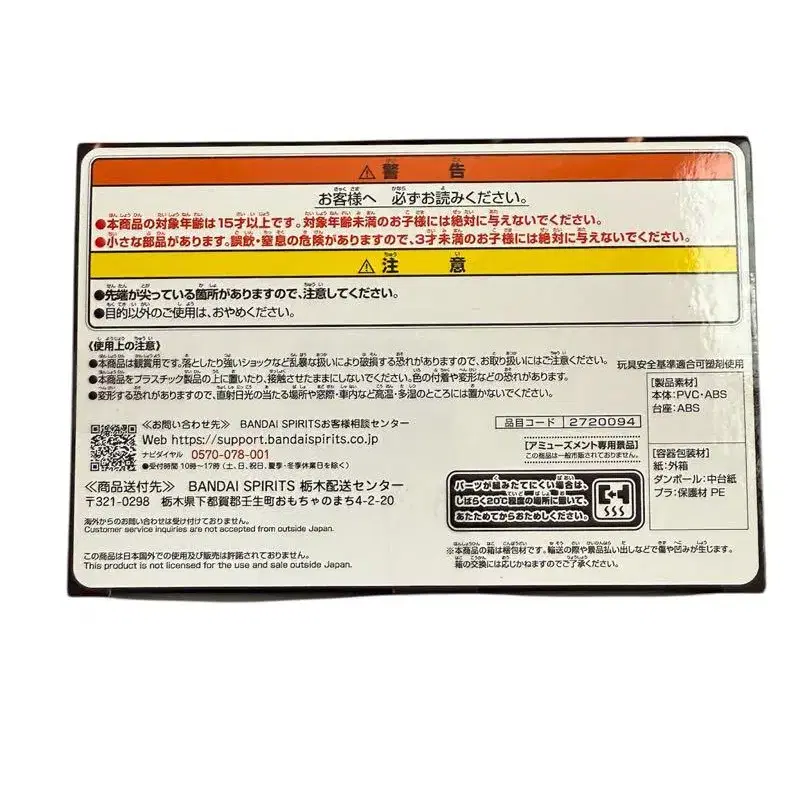 ⚠警告
お客様へ 必ずお読みください。
●本商品の対象年齢は15才以上です。対象年齢未満のお子様には絶対に与えないでください。
●小さな部品があります。誤飲・窒息の危険がありますので、3才未満のお子様には絶対に与えないでください。
⚠注意
●先端が尖っている箇所がありますので、注意してください。
●目的以外のご使用は、おやめください。
《使用上の注意》
●本商品は観賞用です。落としたり強いショックなど乱暴な扱いにより破損する恐れがありますので、お取り扱いにはご注意ください。
●本商品をプラスチック製品の上に置いたり、接触させたままにしないでください。色の付着や変形などの恐れがあります。
●変形する恐れがありますので、直射日光の当たる場所や窓際・車内など高温・多湿のところには置かないでください。
玩具安全基準適合可塑剤使用
[製品素材]
本体:PVC・ABS
台座:ABS
≪お問い合わせ先≫ BANDAI SPIRITSお客様相談センター
Web https://support.bandaispirits.co.jp
ナビダイヤル 0570-078-001
●受付時間 10時〜17時(土、日、祝日、夏季・冬季休業日を除く)
品目コード 2720094
[アミューズメント専用景品]
この商品は一般市販品ではありません。
[容器包装材]
紙:外箱
ダンボール:中台紙
プラ:保護材 PE
≪商品送付先≫ BANDAI SPIRITS 栃木配送センター
〒321-0298 栃木県下都賀郡壬生町おもちゃのまち4-2-20
パーツが組みたてにくい場合は、
しばらく20℃程度の場所に置いて、
あたためてからおためしください。
海外からのお問い合わせは受け付けておりません。
Customer service inquiries are not accepted from outside Japan.
この商品は日本国外での使用及び販売は許諾されておりません。
This product is not licensed for the use and sale outside Japan.
※本商品の箱は梱包材です。輸送の際や景品払い出しなどで傷や凹みが生じます。
箱の交換には応じかねますのでご了承ください。